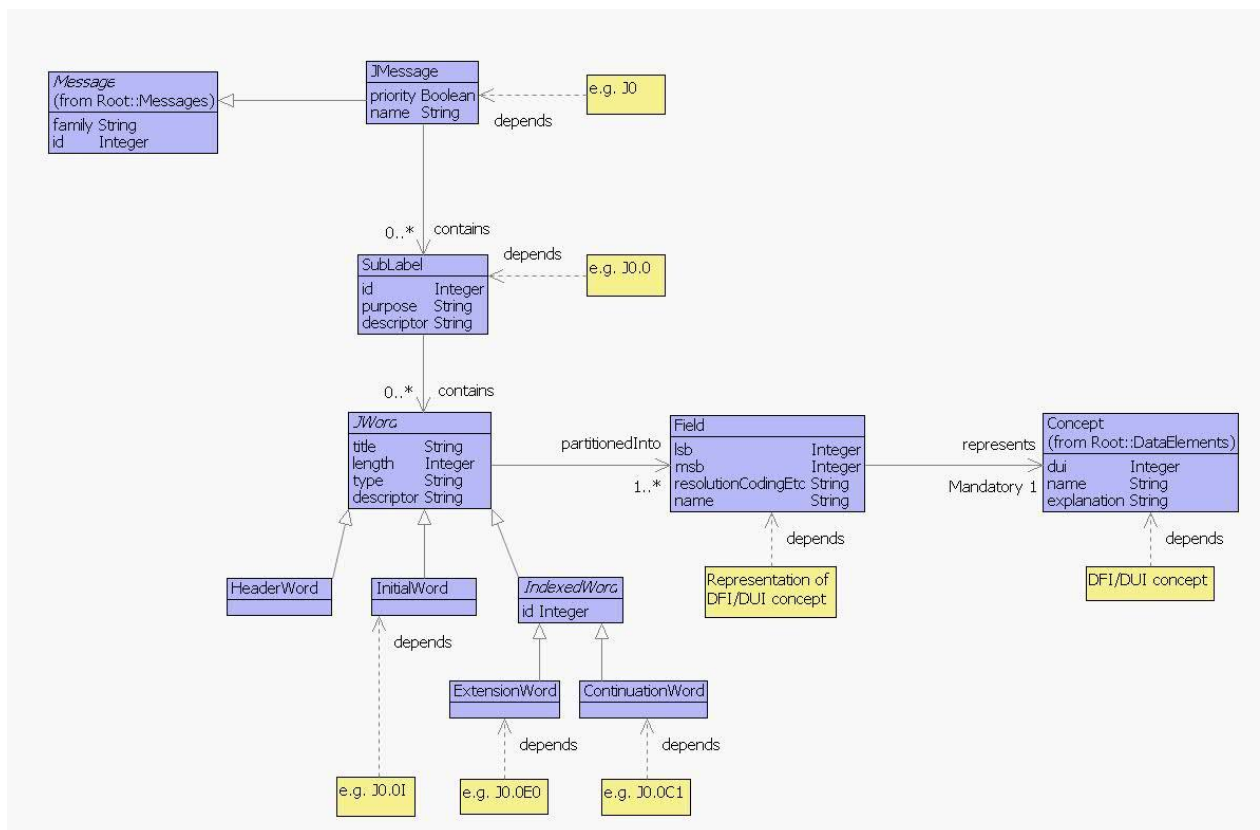 Message
(from Root::Messages)
family String
id Integer
JMessage
priority Boolean
name String
e.g. J0
depends
0..* contains
SubLabel
id Integer
purpose String
descriptor String
depends
e.g. J0.0
0..* contains
JWord
title String
length Integer
type String
descriptor String
partitionedInto
1..*
Field
lsb Integer
msb Integer
resolutionCodingEtc String
name String
represents
Mandatory 1
Concept
(from Root::DataElements)
dui Integer
name String
explanation String
depends
depends
Representation of
DFI/DUI concept
DFI/DUI concept
HeaderWord
InitialWord
IndexedWord
id Integer
depends
ExtensionWord
ContinuationWord
depends
depends
e.g. J0.0I
e.g. J0.0E0
e.g. J0.0C1